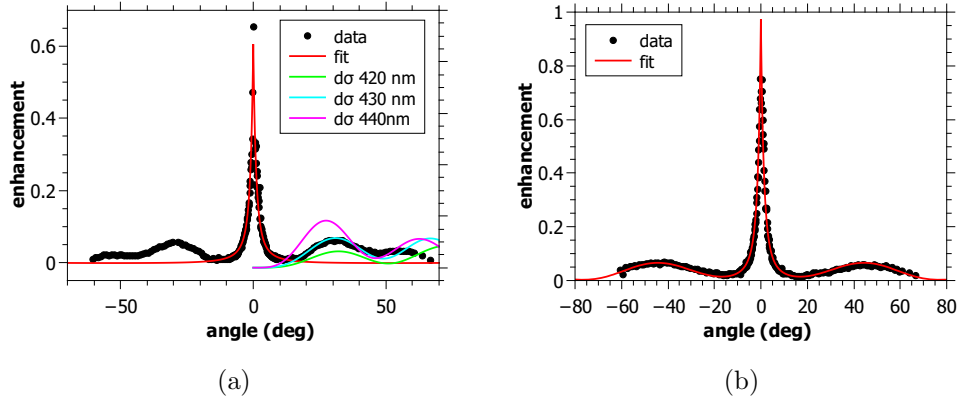 0.6
0.4
0.2
0
enhancement
−50
0
50
angle (deg)
data
fit
dσ 420 nm
dσ 430 nm
dσ 440nm
(a)
1
0.8
0.6
0.4
0.2
0
enhancement
−80 −60 −40 −20 0 20 40 60 80
angle (deg)
data
fit
(b)